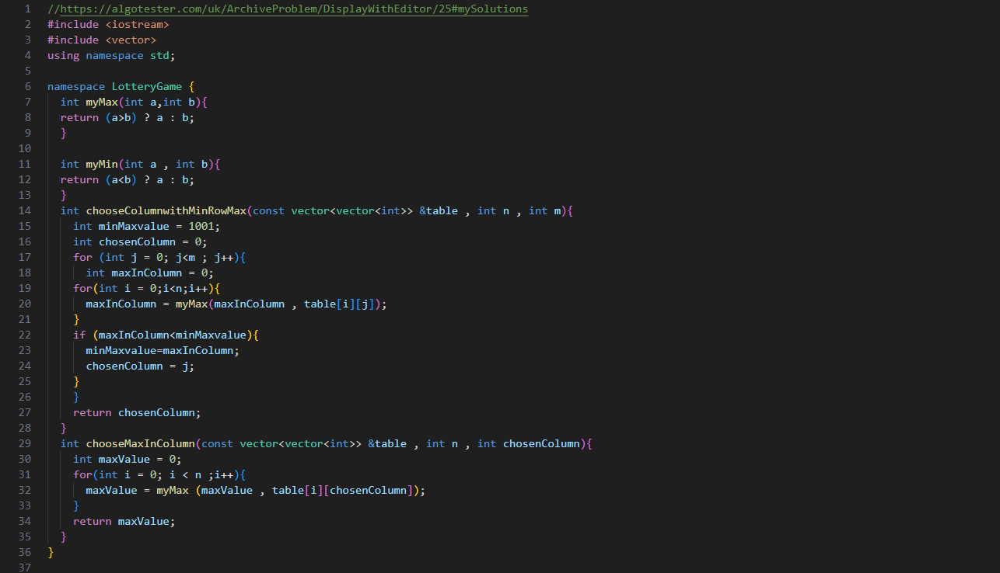 1 //https://algotester.com/uk/ArchiveProblem/DisplayWithEditor/25#mySolutions
2 #include <iostream>
3 #include <vector>
4 using namespace std;
5
6 namespace LotteryGame {
7   int myMax(int a,int b){
8   return (a>b) ? a : b;
9   }
10
11   int myMin(int a , int b){
12   return (a<b) ? a : b;
13   }
14   int chooseColumnwithMinRowMax(const vector<vector<int>> &table , int n , int m){
15     int minMaxvalue = 1001;
16     int chosenColumn = 0;
17     for (int j = 0; j<m ; j++){
18       int maxInColumn = 0;
19     for(int i = 0;i<n;i++){
20       maxInColumn = myMax(maxInColumn , table[i][j]);
21     }
22     if (maxInColumn<minMaxvalue){
23       minMaxvalue=maxInColumn;
24       chosenColumn = j;
25     }
26     }
27     return chosenColumn;
28   }
29   int chooseMaxInColumn(const vector<vector<int>> &table , int n , int chosenColumn){
30     int maxValue = 0;
31     for(int i = 0; i < n ;i++){
32       maxValue = myMax (maxValue , table[i][chosenColumn]);
33     }
34     return maxValue;
35   }
36 }
37